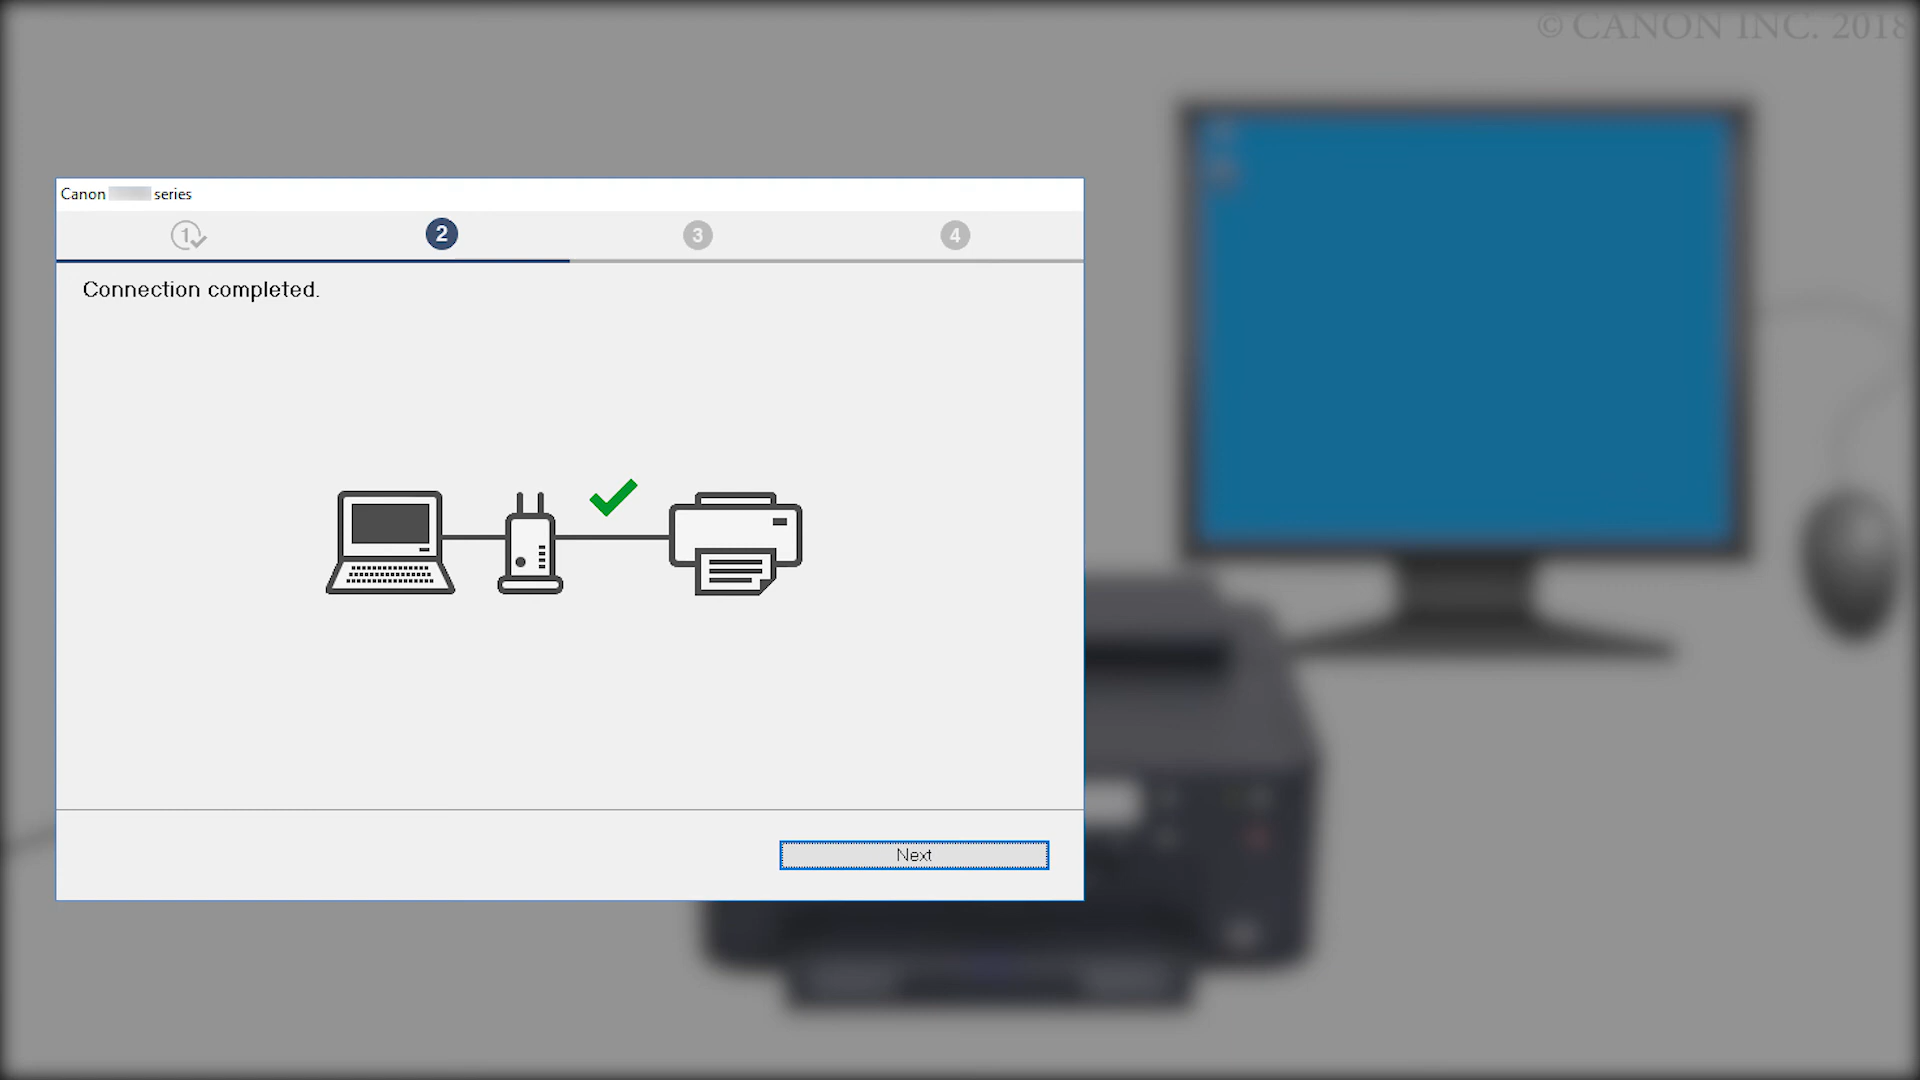 © CANON INC. 2018
Canon series
1 2 3 4
Connection completed.
Next